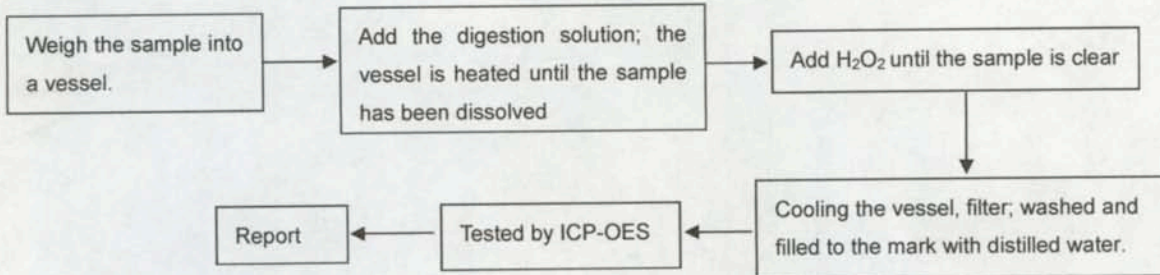 Weigh the sample into
a vessel.
Add the digestion solution; the
vessel is heated until the sample
has been dissolved
Add H₂O₂ until the sample is clear
Cooling the vessel, filter; washed and
filled to the mark with distilled water.
Tested by ICP-OES
Report